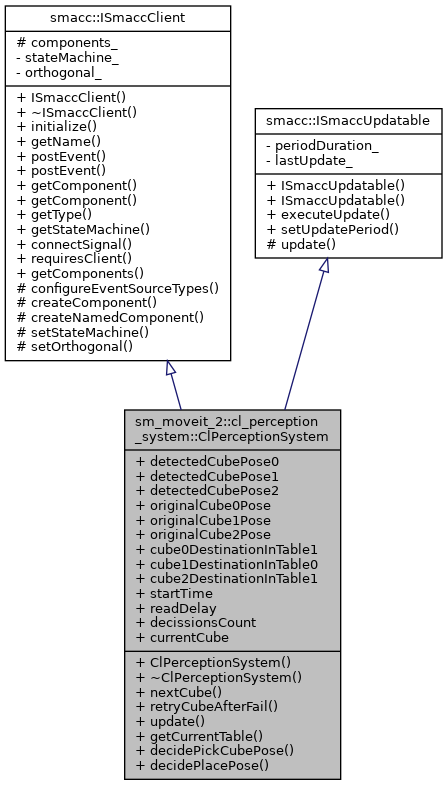 smacc::ISmaccClient
# components_
- stateMachine_
- orthogonal_
+ ISmaccClient()
+ ~ISmaccClient()
+ initialize()
+ getName()
+ postEvent()
+ postEvent()
+ getComponent()
+ getComponent()
+ getType()
+ getStateMachine()
+ connectSignal()
+ requiresClient()
+ getComponents()
# configureEventSourceTypes()
# createComponent()
# createNamedComponent()
# setStateMachine()
# setOrthogonal()
smacc::ISmaccUpdatable
- periodDuration_
- lastUpdate_
+ ISmaccUpdatable()
+ ISmaccUpdatable()
+ executeUpdate()
+ setUpdatePeriod()
# update()
sm_moveit_2::cl_perception
_system::ClPerceptionSystem
+ detectedCubePose0
+ detectedCubePose1
+ detectedCubePose2
+ originalCube0Pose
+ originalCube1Pose
+ originalCube2Pose
+ cube0DestinationInTable1
+ cube1DestinationInTable0
+ cube2DestinationInTable1
+ startTime
+ readDelay
+ decissionsCount
+ currentCube
+ ClPerceptionSystem()
+ ~ClPerceptionSystem()
+ nextCube()
+ retryCubeAfterFail()
+ update()
+ getCurrentTable()
+ decidePickCubePose()
+ decidePlacePose()